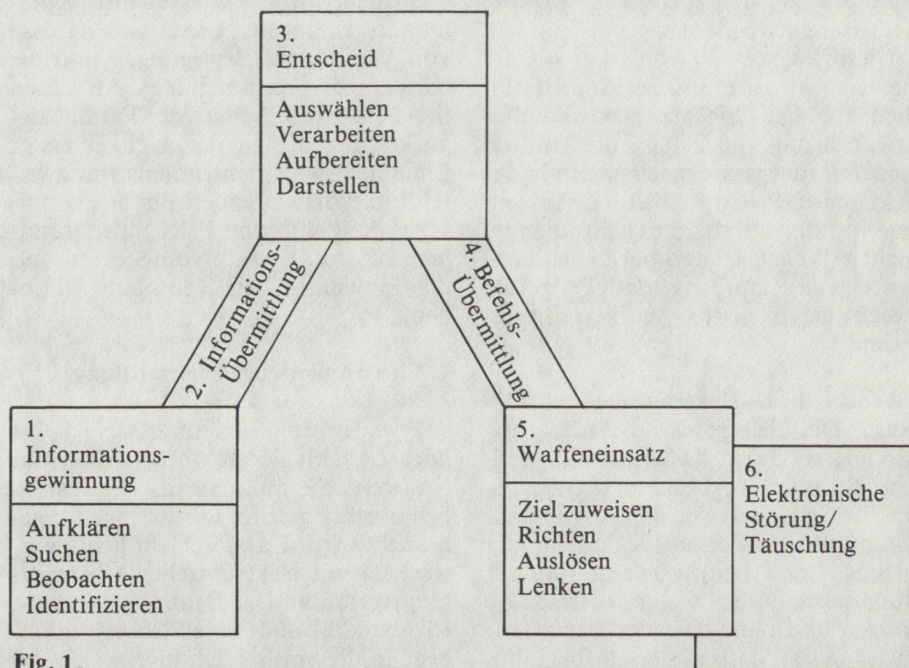 3.
Entscheid
Auswählen
Verarbeiten
Aufbereiten
Darstellen
2. Informations-
Übermittlung
4. Befehls-
Übermittlung
1.
Informations-
gewinnung
Aufklären
Suchen
Beobachten
Identifizieren
5.
Waffeneinsatz
Ziel zuweisen
Richten
Auslösen
Lenken
6.
Elektronische
Störung/
Täuschung
Fig. 1